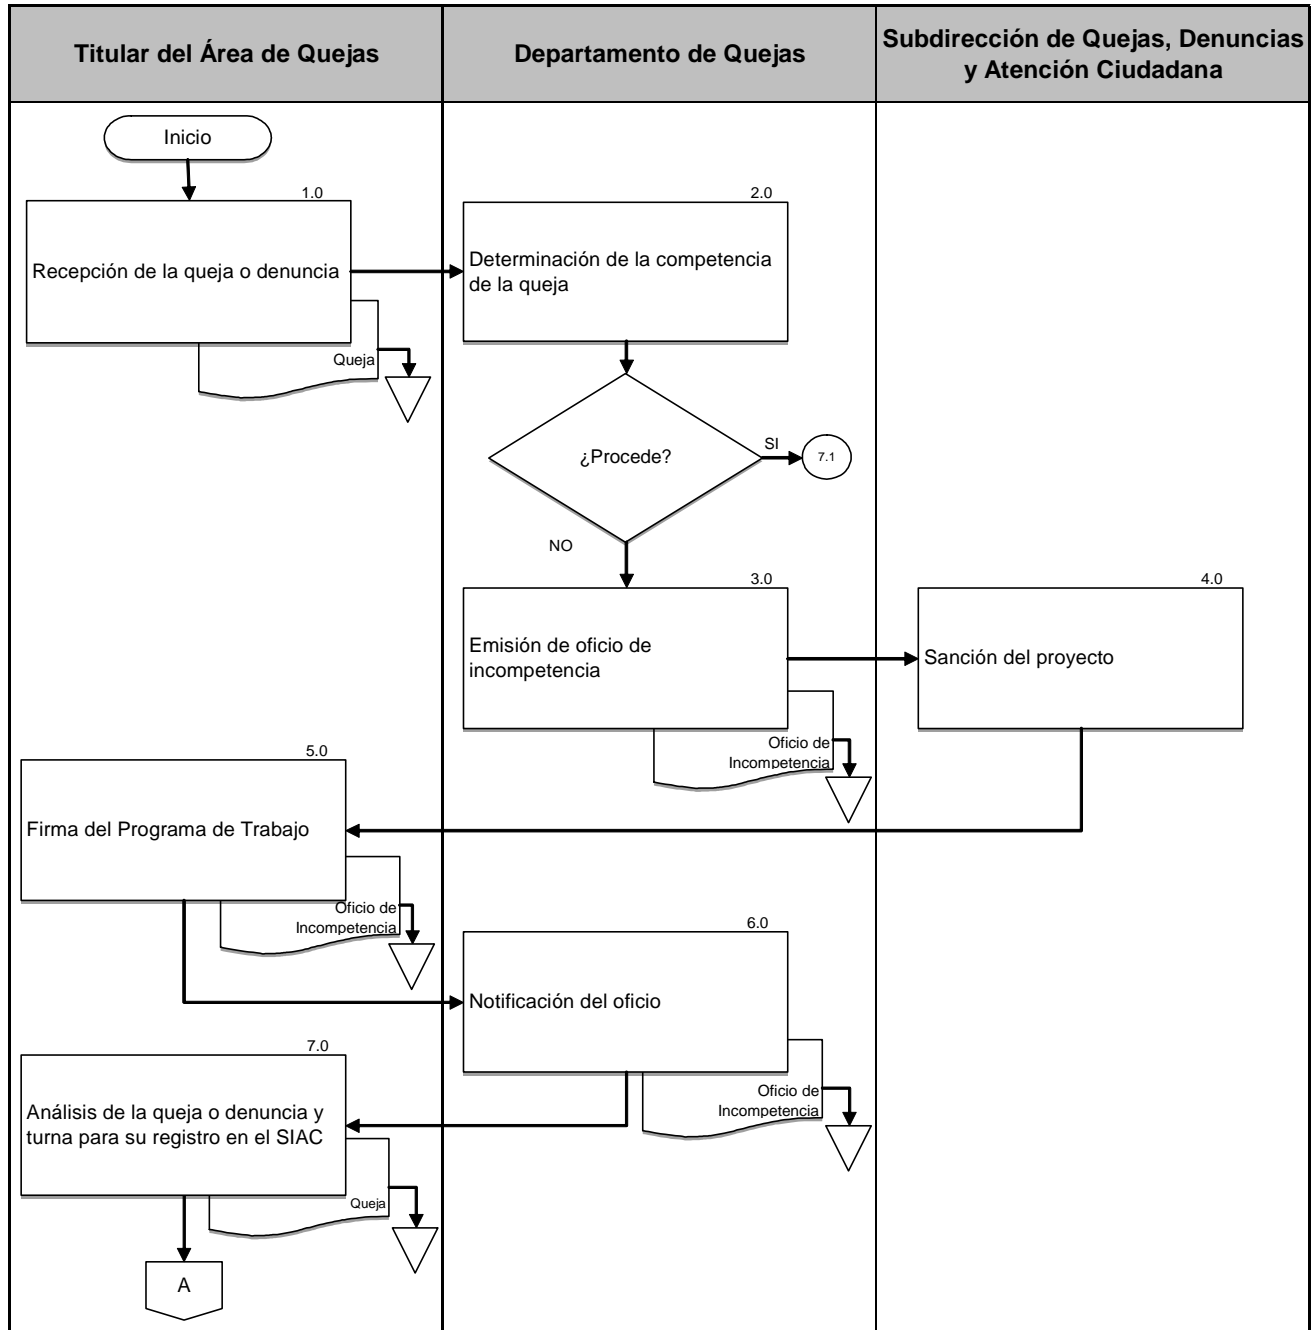 Titular del Área de Quejas
Departamento de Quejas
Subdirección de Quejas, Denuncias
y Atención Ciudadana
Inicio
1.0
Recepción de la queja o denuncia
Queja
2.0
Determinación de la competencia
de la queja
¿Procede?
SI
7.1
NO
3.0
Emisión de oficio de
incompetencia
Oficio de
Incompetencia
4.0
Sanción del proyecto
5.0
Firma del Programa de Trabajo
Oficio de
Incompetencia
6.0
Notificación del oficio
Oficio de
Incompetencia
7.0
Análisis de la queja o denuncia y
turna para su registro en el SIAC
Queja
A